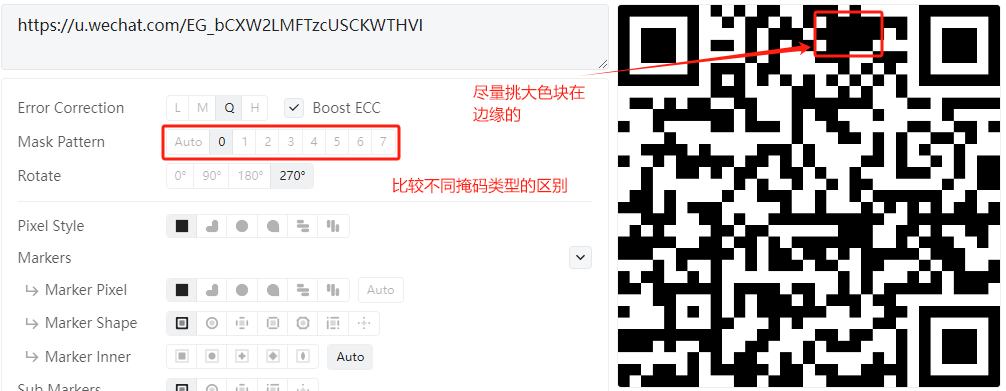 https://u.wechat.com/EG_bCXW2LMFTzcUSCKWTHVI
尽量挑大色块在
边缘的
Error Correction L M Q H Boost ECC
Mask Pattern Auto 0 1 2 3 4 5 6 7
Rotate 0° 90° 180° 270°
比较不同掩码类型的区别
Pixel Style
Markers
Marker Pixel Auto
Marker Shape
Marker Inner Auto
Sub Markers